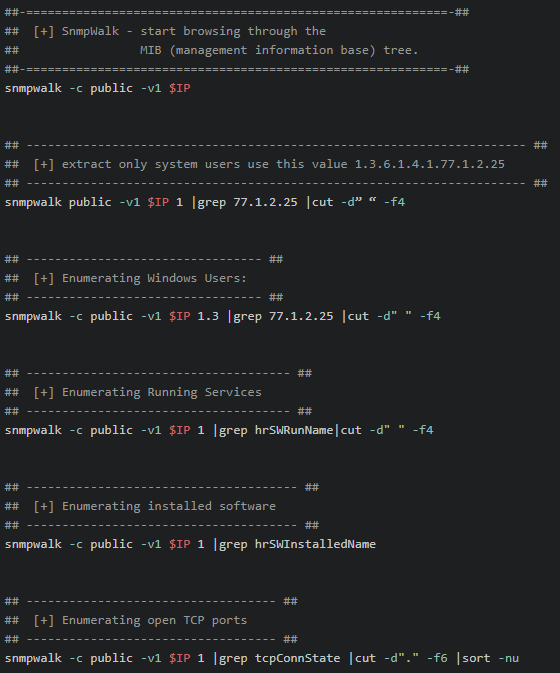 ##-===========================================================-##
##  [+] SnmpWalk - start browsing through the
##                 MIB (management information base) tree.
##-===========================================================-##
snmpwalk -c public -v1 $IP
## ---------------------------------------------------------------------- ##
##  [+] extract only system users use this value 1.3.6.1.4.1.77.1.2.25
## ---------------------------------------------------------------------- ##
snmpwalk public -v1 $IP 1 |grep 77.1.2.25 |cut -d” “ -f4
## --------------------------------- ##
##  [+] Enumerating Windows Users:
## --------------------------------- ##
snmpwalk -c public -v1 $IP 1.3 |grep 77.1.2.25 |cut -d" " -f4
## ------------------------------------- ##
##  [+] Enumerating Running Services
## ------------------------------------- ##
snmpwalk -c public -v1 $IP 1 |grep hrSWRunName|cut -d" " -f4
## -------------------------------------- ##
##  [+] Enumerating installed software
## -------------------------------------- ##
snmpwalk -c public -v1 $IP 1 |grep hrSWInstalledName
## ----------------------------------- ##
##  [+] Enumerating open TCP ports
## ----------------------------------- ##
snmpwalk -c public -v1 $IP 1 |grep tcpConnState |cut -d"." -f6 |sort -nu